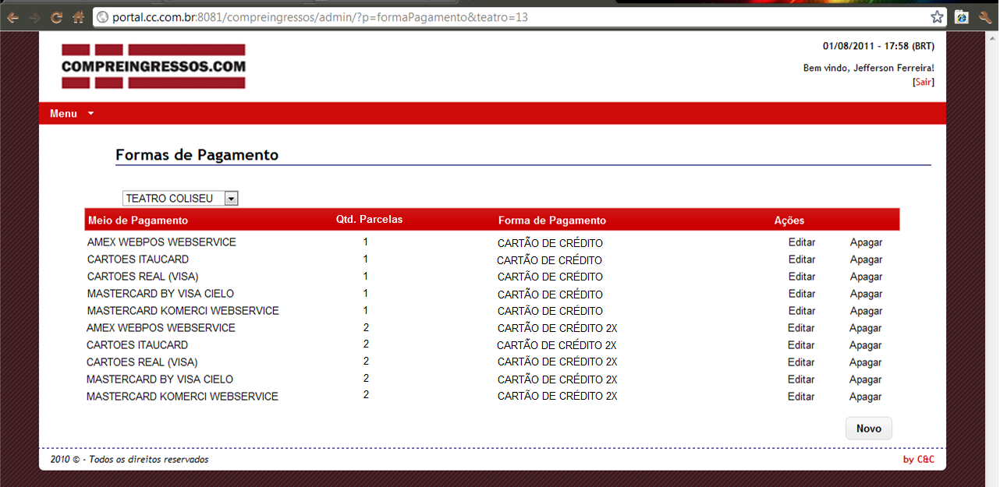 portal.cc.com.br:8081/compreingressos/admin/?p=formaPagamento&teatro=13
COMPREINGRESSOS.COM
01/08/2011 - 17:58 (BRT)
Bem vindo, Jefferson Ferreira!
[Sair]
Menu
Formas de Pagamento
TEATRO COLISEU
Meio de Pagamento Qtd. Parcelas Forma de Pagamento Ações
AMEX WEBPOS WEBSERVICE 1 CARTÃO DE CRÉDITO Editar Apagar
CARTOES ITAUCARD 1 CARTÃO DE CRÉDITO Editar Apagar
CARTOES REAL (VISA) 1 CARTÃO DE CRÉDITO Editar Apagar
MASTERCARD BY VISA CIELO 1 CARTÃO DE CRÉDITO Editar Apagar
MASTERCARD KOMERCI WEBSERVICE 1 CARTÃO DE CRÉDITO Editar Apagar
AMEX WEBPOS WEBSERVICE 2 CARTÃO DE CRÉDITO 2X Editar Apagar
CARTOES ITAUCARD 2 CARTÃO DE CRÉDITO 2X Editar Apagar
CARTOES REAL (VISA) 2 CARTÃO DE CRÉDITO 2X Editar Apagar
MASTERCARD BY VISA CIELO 2 CARTÃO DE CRÉDITO 2X Editar Apagar
MASTERCARD KOMERCI WEBSERVICE 2 CARTÃO DE CRÉDITO 2X Editar Apagar
Novo
2010 © - Todos os direitos reservados by C&C